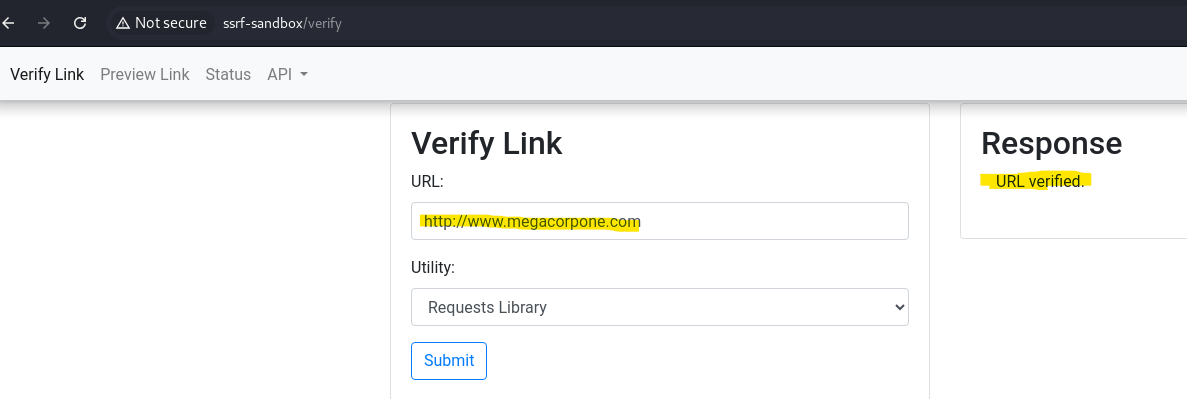 Not secure ssrf-sandbox/verify
Verify Link Preview Link Status API
Verify Link
URL:
http://www.megacorpone.com
Utility:
Requests Library
Submit
Response
URL verified.